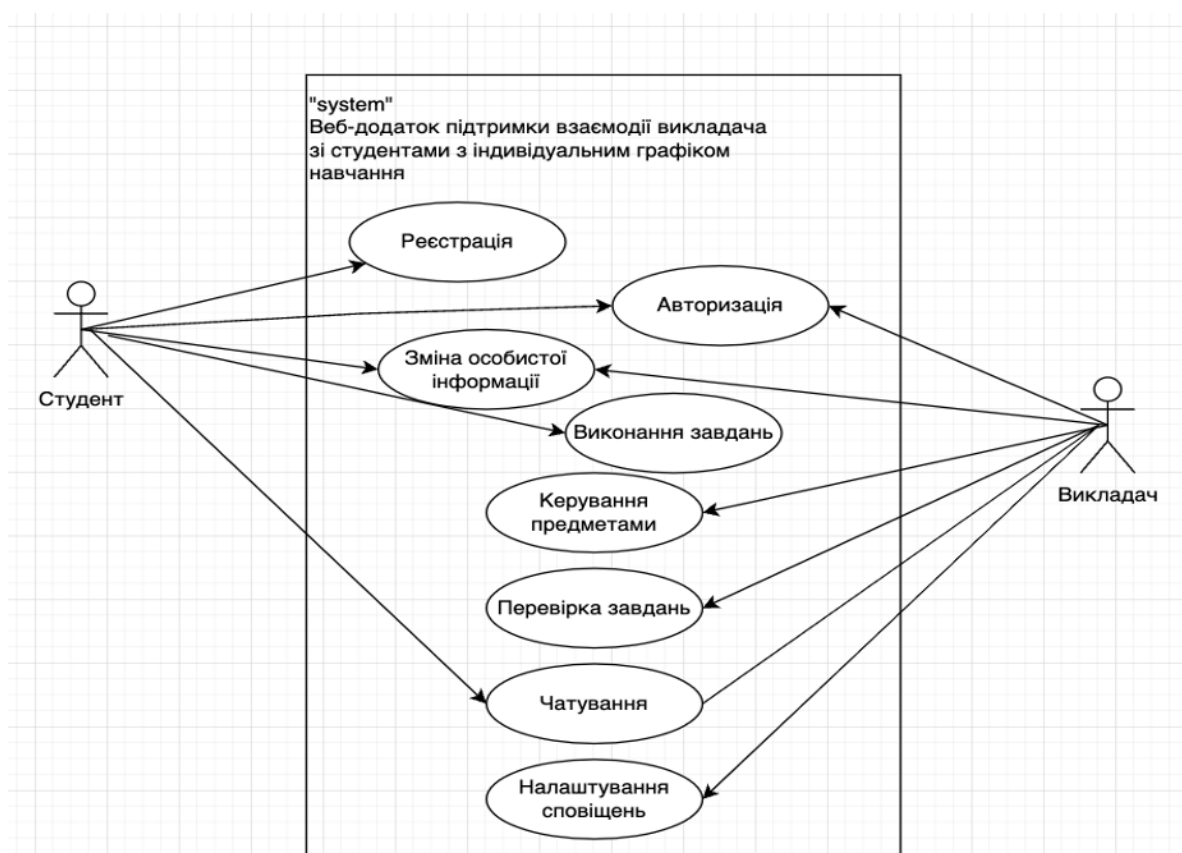 "system"
Веб-додаток підтримки взаємодії викладача
зі студентами з індивідуальним графіком
навчання
Реєстрація
Авторизація
Зміна особистої
інформації
Студент
Виконання завдань
Керування
предметами
Викладач
Перевірка завдань
Чатування
Налаштування
сповіщень